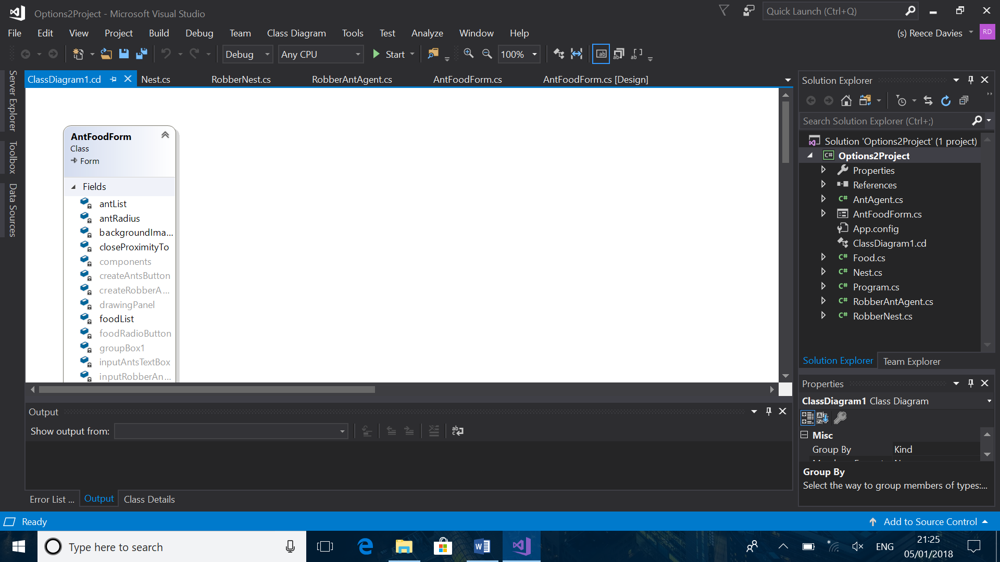 Options2Project - Microsoft Visual Studio
Quick Launch (Ctrl+Q)
File Edit View Project Build Debug Team Class Diagram Tools Test Analyze Window Help
(s) Reece Davies RD
Debug Any CPU Start 100%
Server Explorer
Toolbox
Data Sources
ClassDiagram1.cd Nest.cs RobberNest.cs RobberAntAgent.cs AntFoodForm.cs AntFoodForm.cs [Design]
AntFoodForm
Class
Form
Fields
antList
antRadius
backgroundIma...
closeProximityTo
components
createAntsButton
createRobberA...
drawingPanel
foodList
foodRadioButton
groupBox1
inputAntsTextBox
inputRobberAn...
Output
Show output from:
Error List ... Output Class Details
Solution Explorer
Search Solution Explorer (Ctrl+;)
Solution 'Options2Project' (1 project)
C# Options2Project
Properties
References
C# AntAgent.cs
AntFoodForm.cs
App.config
ClassDiagram1.cd
C# Food.cs
C# Nest.cs
C# Program.cs
C# RobberAntAgent.cs
C# RobberNest.cs
Solution Explorer Team Explorer
Properties
ClassDiagram1 Class Diagram
Misc
Group By Kind
Group By
Select the way to group members of types:...
Ready
Add to Source Control
Type here to search
ENG
21:25
05/01/2018